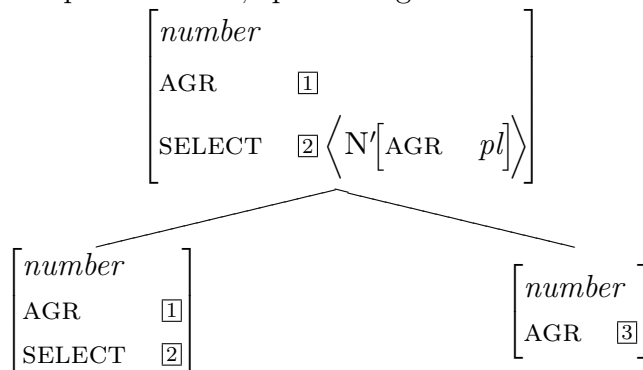 number
AGR 1
SELECT 2 ⟨N′[AGR pl]⟩
number
AGR 1
SELECT 2
number
AGR 3